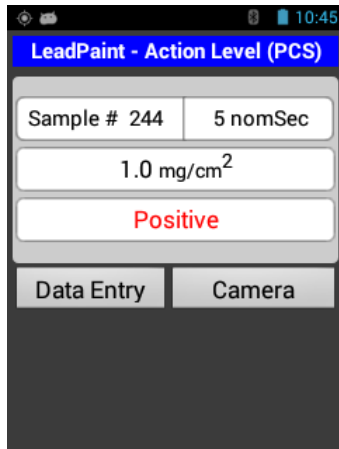 10:45
LeadPaint - Action Level (PCS)
Sample # 244 5 nomSec
1.0 mg/cm²
Positive
Data Entry Camera